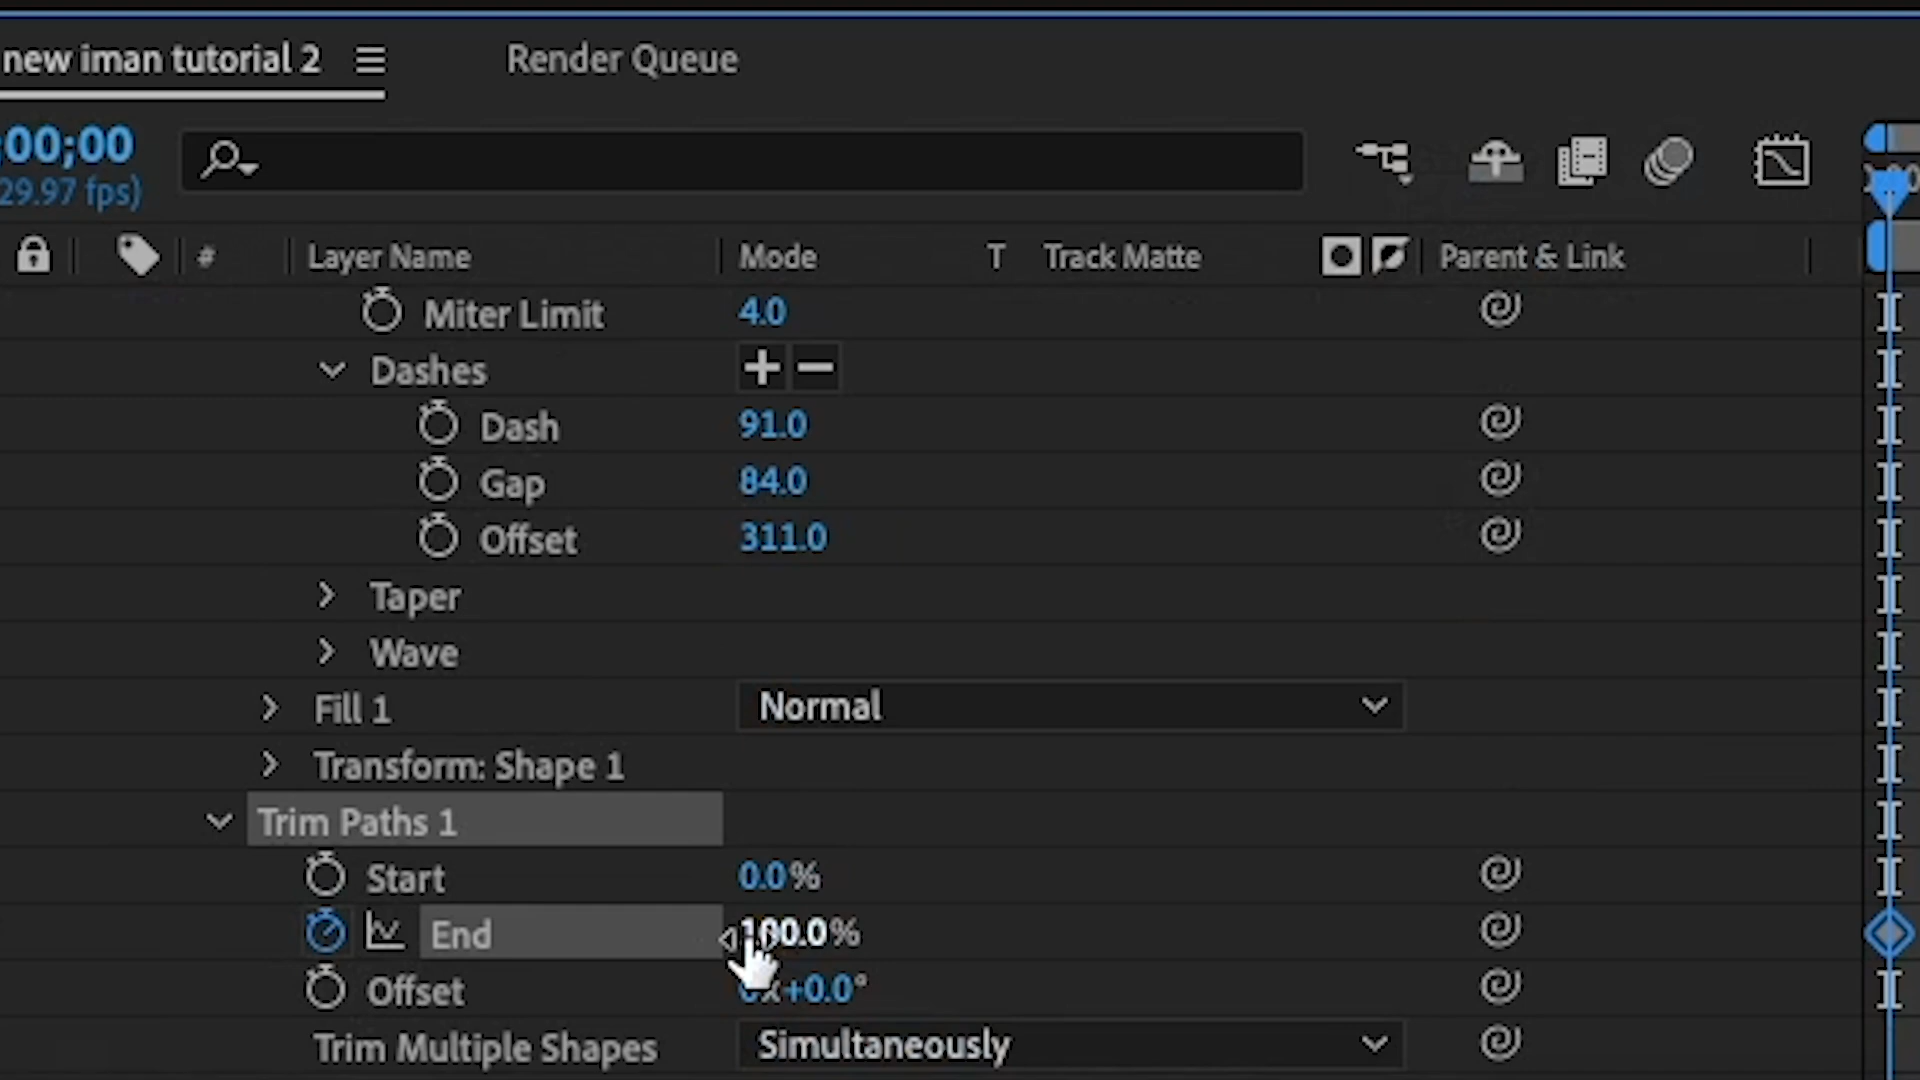 new iman tutorial 2
Render Queue
:00;00
29.97 fps)
#
Layer Name
Mode
T
Track Matte
Parent & Link
Miter Limit
4.0
Dashes
+ −
Dash
91.0
Gap
84.0
Offset
311.0
Taper
Wave
Fill 1
Normal
Transform: Shape 1
Trim Paths 1
Start
0.0%
End
100.0%
Offset
0x+0.0°
Trim Multiple Shapes
Simultaneously